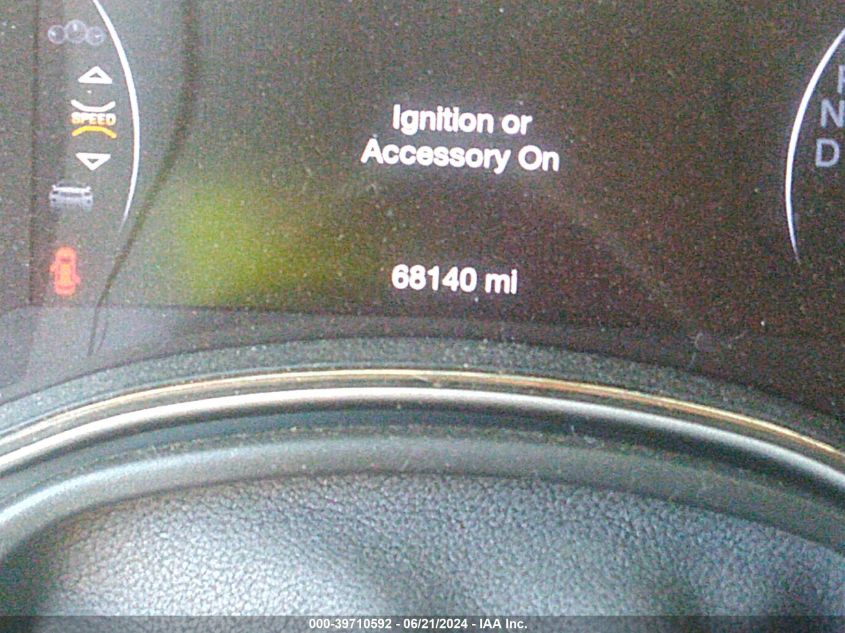 SPEED
Ignition or
Accessory On
68140 mi
N
D
000-39710592 - 06/21/2024 - IAA Inc.